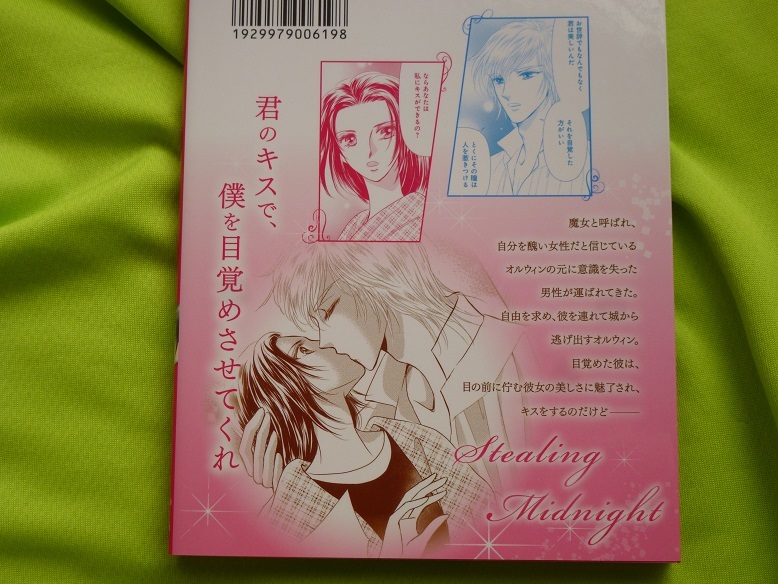 1929979006198
お世辞でもなんでもなく
君は美しいんだ
それを自覚した
方がいい
とくにその瞳は
人を惹きつける
ならあなたは
私にキスができるの?
君のキスで、
僕を目覚めさせてくれ
魔女と呼ばれ、
自分を醜い女性だと信じている
オルウィンの元に意識を失った
男性が運ばれてきた。
自由を求め、彼を連れて城から
逃げ出すオルウィン。
目覚めた彼は、
目の前に佇む彼女の美しさに魅了され、
キスをするのだけど――
Stealing
Midnight